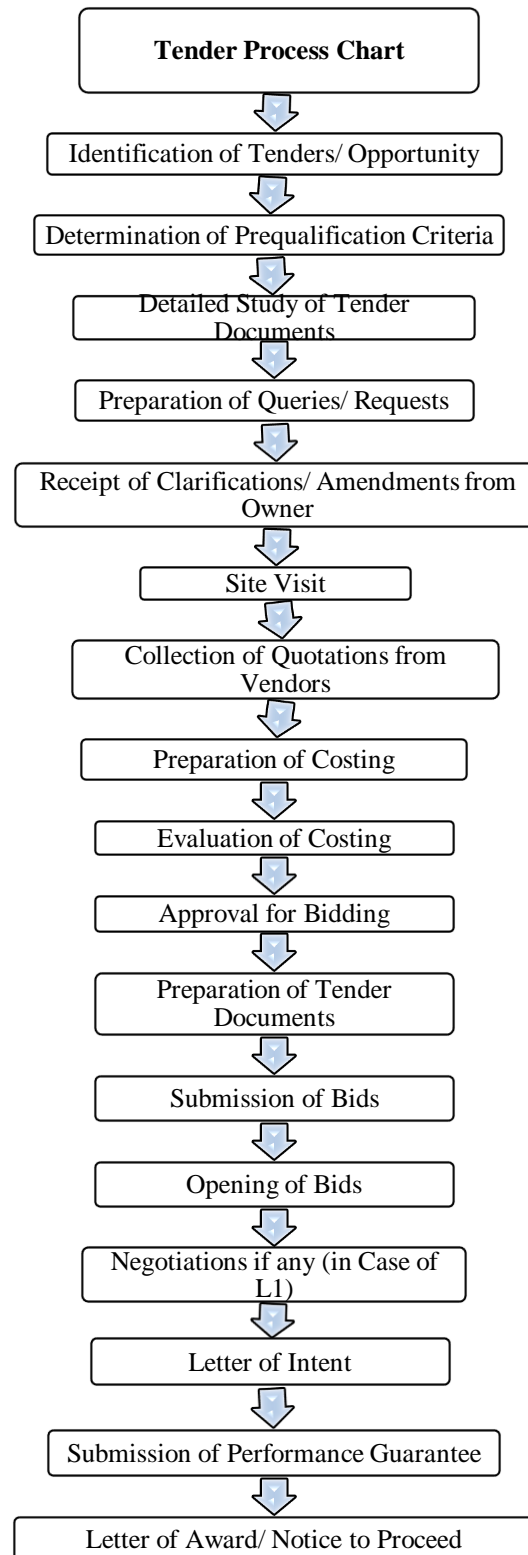 Tender Process Chart
Identification of Tenders/ Opportunity
Determination of Prequalification Criteria
Detailed Study of Tender
Documents
Preparation of Queries/ Requests
Receipt of Clarifications/ Amendments from
Owner
Site Visit
Collection of Quotations from
Vendors
Preparation of Costing
Evaluation of Costing
Approval for Bidding
Preparation of Tender
Documents
Submission of Bids
Opening of Bids
Negotiations if any (in Case of
L1)
Letter of Intent
Submission of Performance Guarantee
Letter of Award/ Notice to Proceed